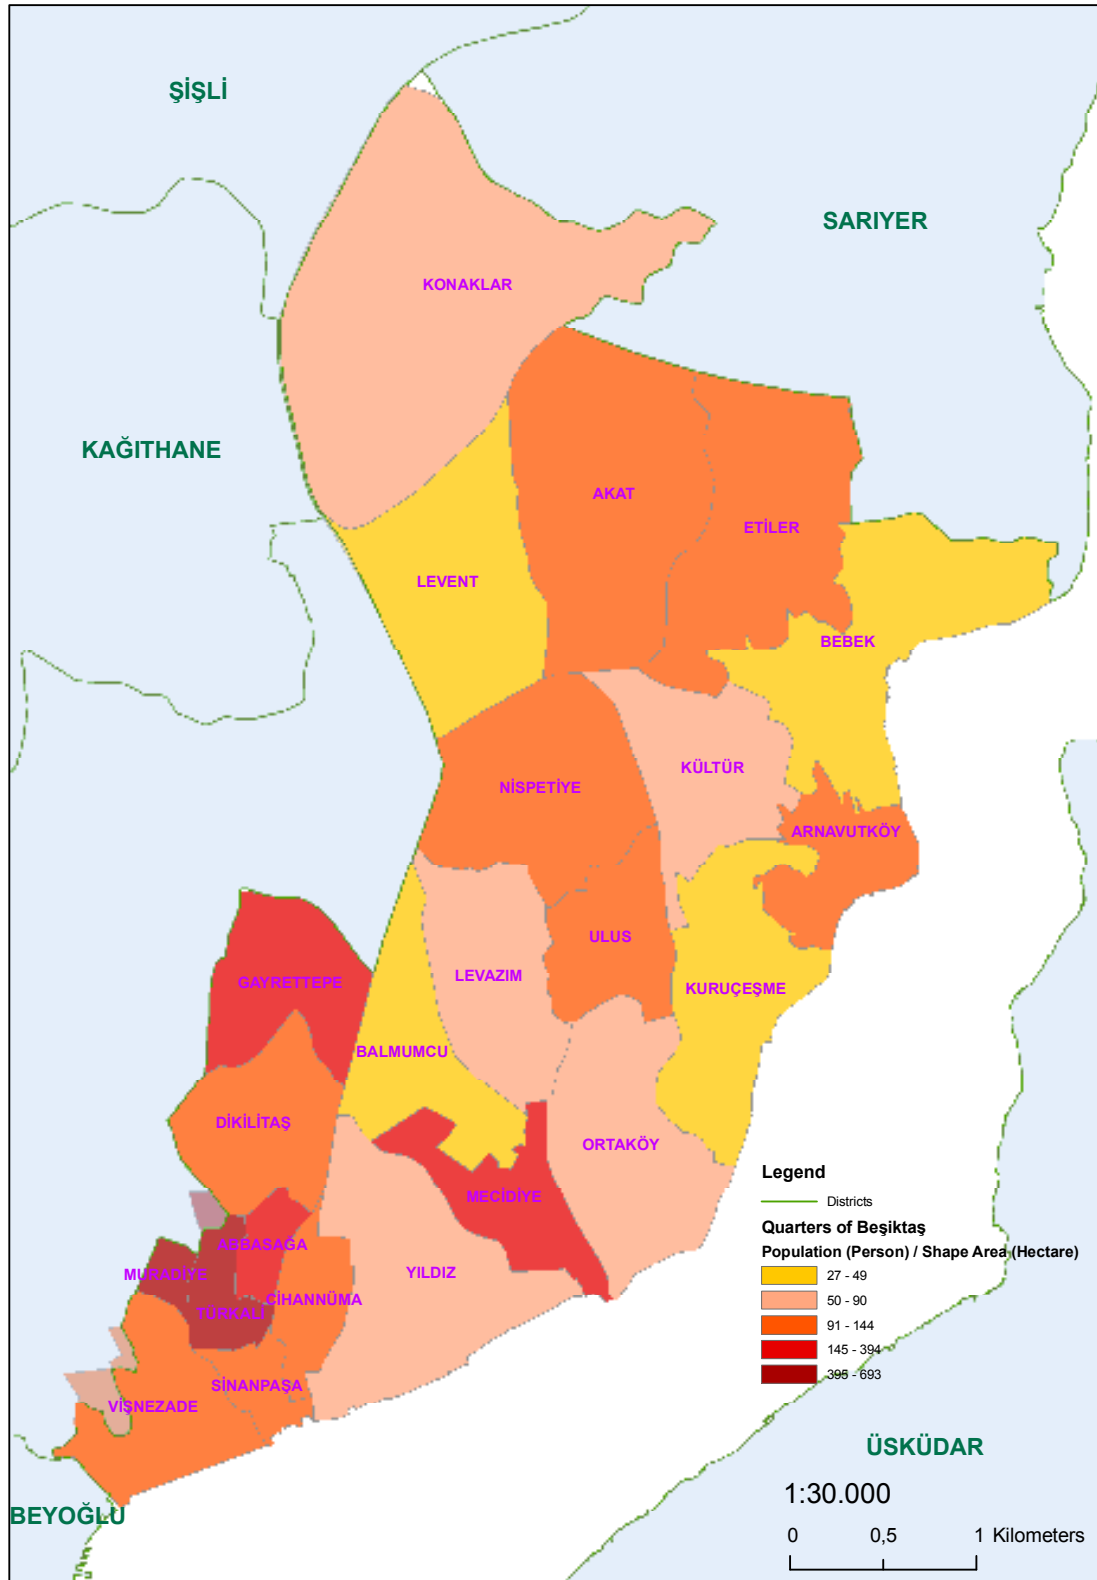 ŞİŞLİ
SARIYER
KONAKLAR
KAĞITHANE
AKAT
ETİLER
LEVENT
BEBEK
KÜLTÜR
NİSPETİYE
ARNAVUTKÖY
ULUS
LEVAZIM
GAYRETTEPE
KURUÇEŞME
BALMUMCU
DİKİLİTAŞ
ORTAKÖY
MECİDİYE
ABBASAĞA
MURADİYE
YILDIZ
CİHANNÜMA
TÜRKALİ
SİNANPAŞA
VİŞNEZADE
Legend
Districts
Quarters of Beşiktaş
Population (Person) / Shape Area (Hectare)
27 - 49
50 - 90
91 - 144
145 - 394
395 - 693
ÜSKÜDAR
BEYOĞLU
1:30.000
0 0,5 1 Kilometers